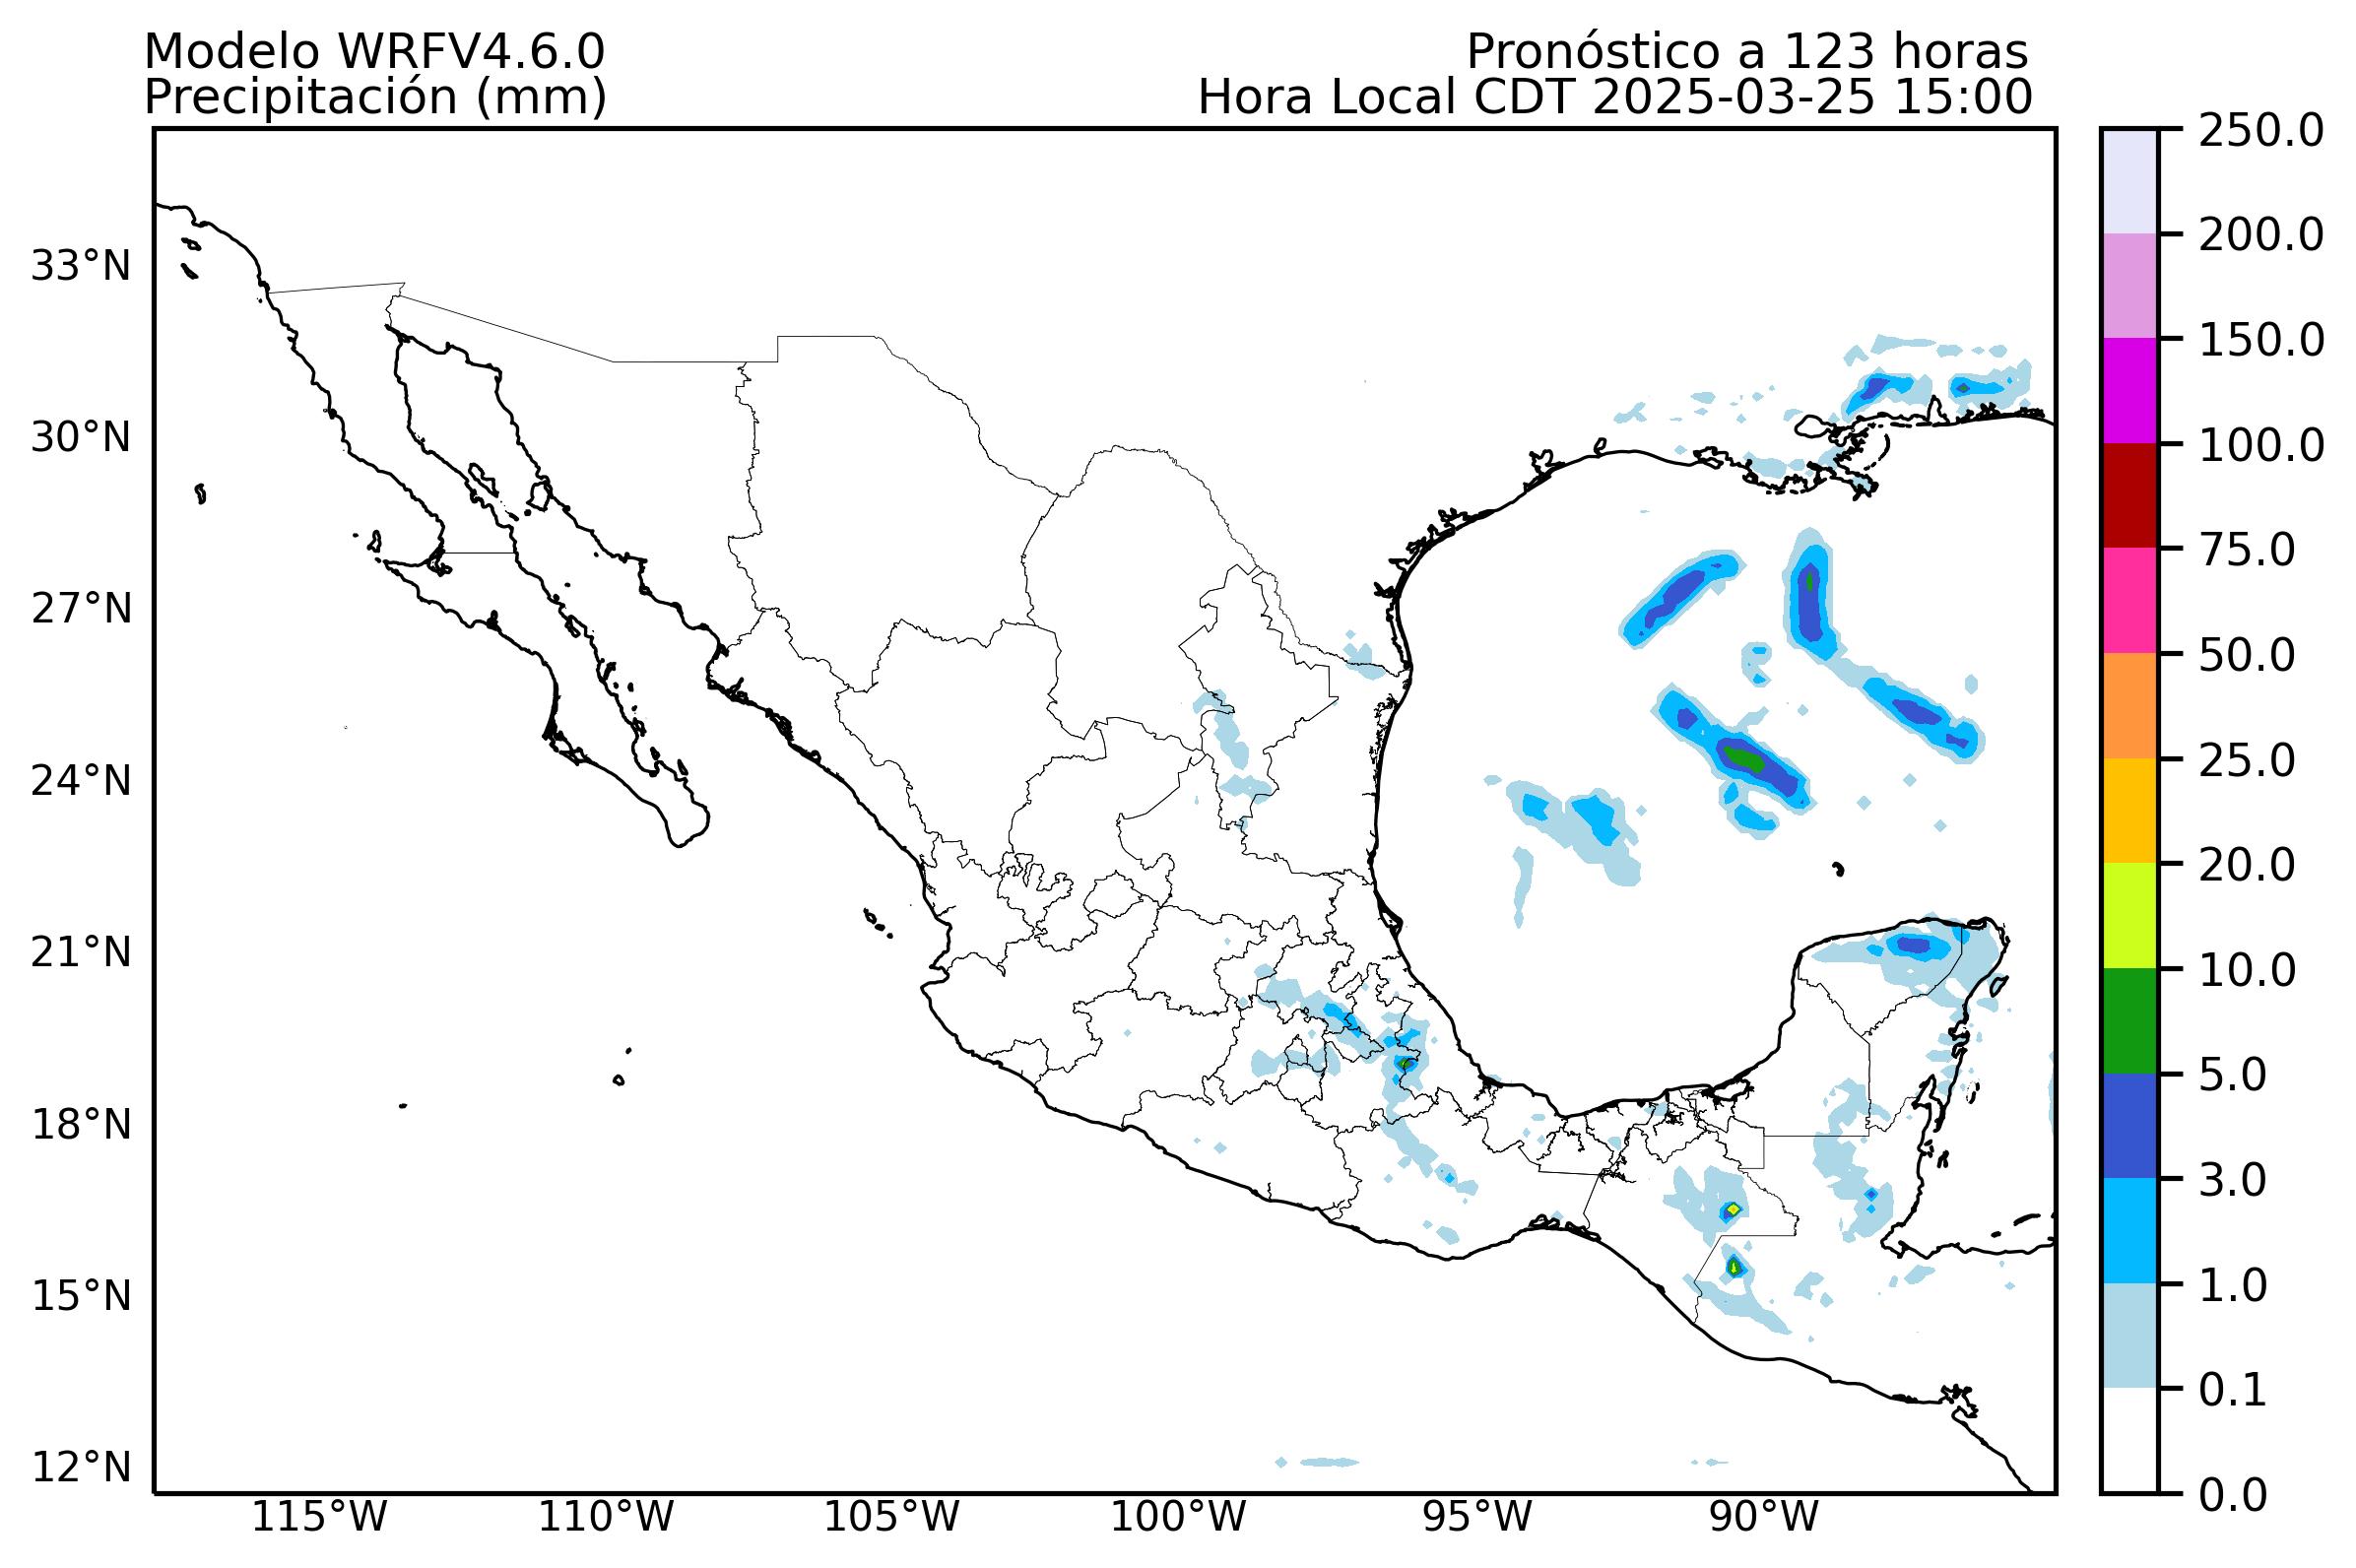 Modelo WRFV4.6.0
Pronóstico a 123 horas
Precipitación (mm)
Hora Local CDT 2025-03-25 15:00
250.0
200.0
150.0
100.0
75.0
50.0
25.0
20.0
10.0
5.0
3.0
1.0
0.1
0.0
33°N
30°N
27°N
24°N
21°N
18°N
15°N
12°N
115°W
110°W
105°W
100°W
95°W
90°W